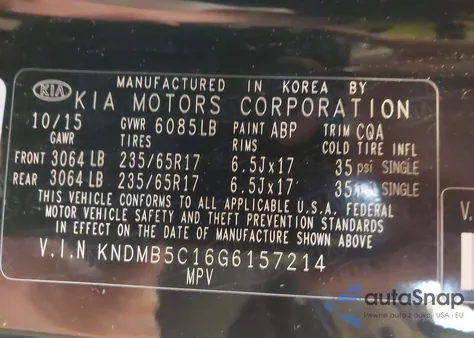 MANUFACTURED IN KOREA BY
KIA KIA MOTORS CORPORATION
10/15 GVWR 6085LB PAINT ABP TRIM CQA
GAWR TIRES RIMS COLD TIRE INFL
FRONT 3064 LB 235/65R17 6.5Jx17 35 psi SINGLE
REAR 3064 LB 235/65R17 6.5Jx17 35 psi SINGLE
THIS VEHICLE CONFORMS TO ALL APPLICABLE U.S.A. FEDERAL
MOTOR VEHICLE SAFETY AND THEFT PREVENTION STANDARDS
IN EFFECT ON THE DATE OF MANUFACTURE SHOWN ABOVE
V.I.N KNDMB5C16G6157214
MPV
V.
autoSnap